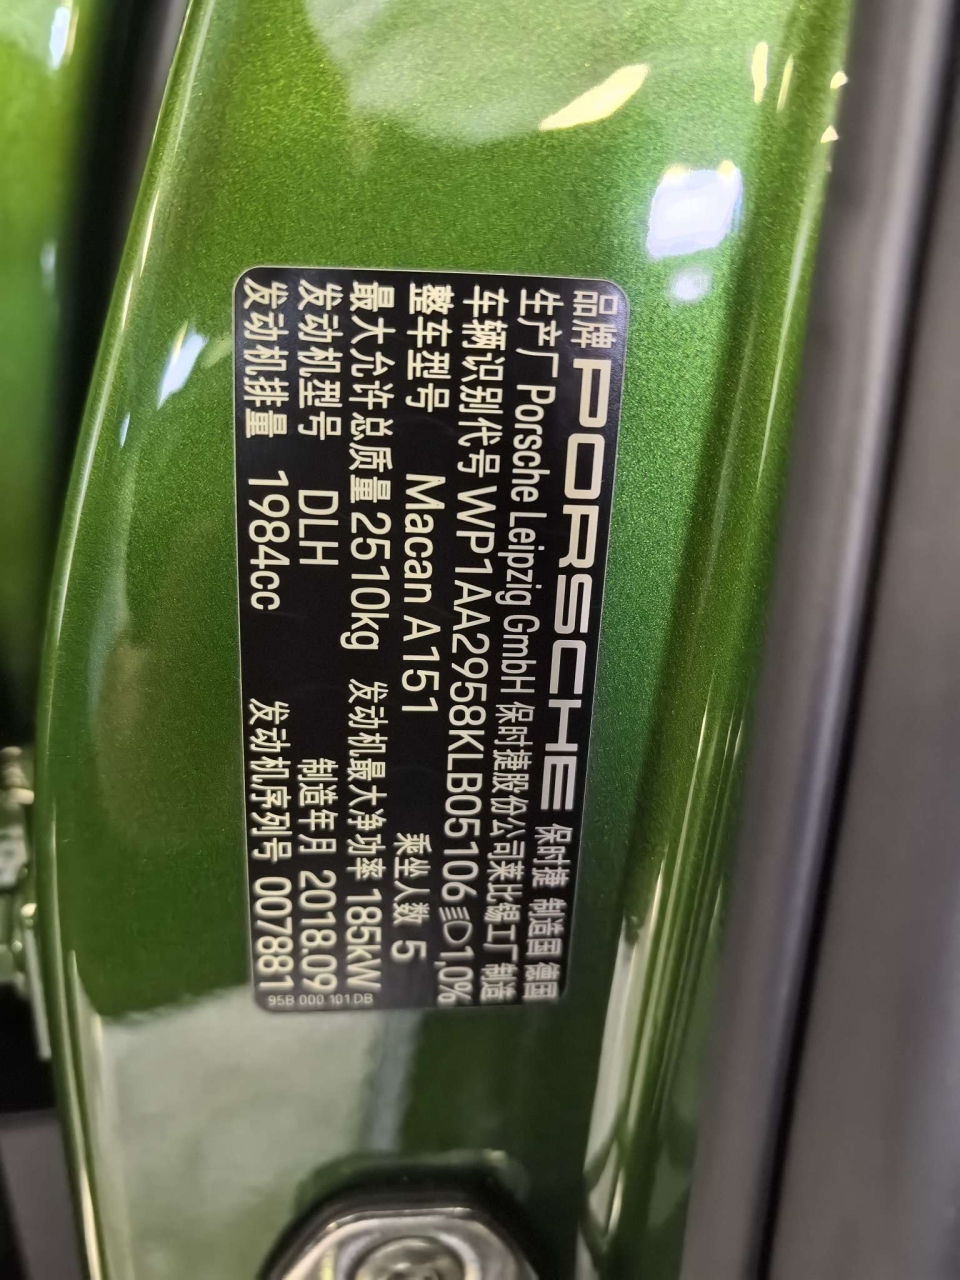 品牌 PORSCHE 保时捷 制造国 德国
生产厂 Porsche Leipzig GmbH 保时捷股份公司莱比锡工厂 制造
车辆识别代号 WP1AA2958KLB05106 1,0%
整车型号 Macan A151 乘坐人数 5
最大允许总质量 2510kg 发动机最大净功率 185kW
发动机型号 DLH 制造年月 2018.09
发动机排量 1984cc 发动机序列号 007881
95B 000 101 DB